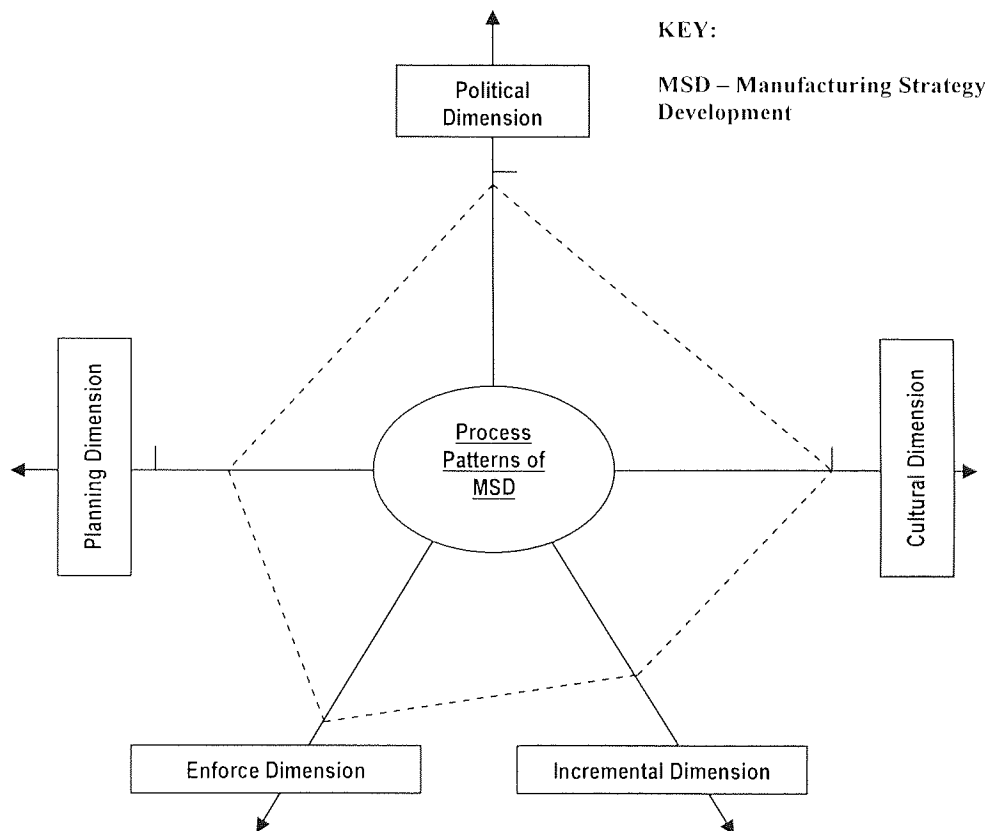 KEY:
MSD – Manufacturing Strategy
Development
Political
Dimension
Planning Dimension
Process
Patterns of
MSD
Cultural Dimension
Enforce Dimension
Incremental Dimension